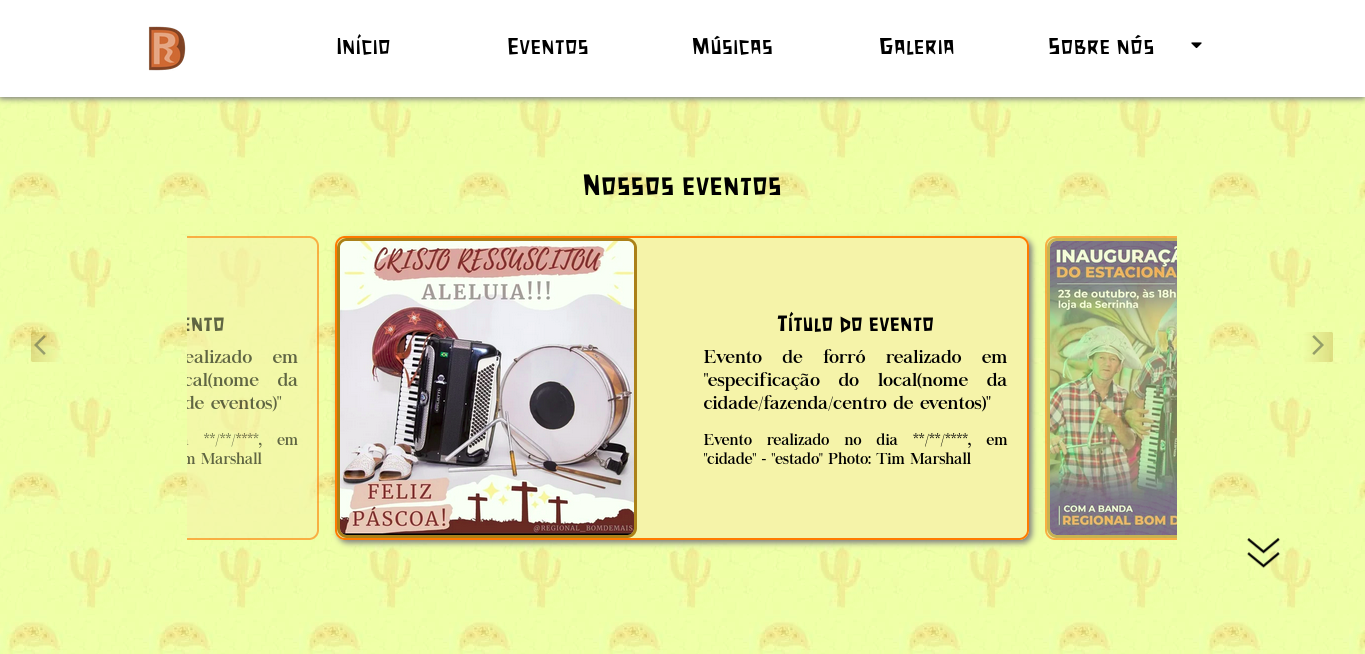 Início Eventos Músicas Galeria Sobre nós
Nossos eventos
CRISTO RESSUSCITOU
ALELUIA!!!
FELIZ
PÁSCOA!
@REGIONAL_BOMDEMAIS
Título do evento
Evento de forró realizado em
"especificação do local(nome da
cidade/fazenda/centro de eventos)"
Evento realizado no dia **/**/****, em
"cidade" - "estado" Photo: Tim Marshall
ento
ealizado em
cal(nome da
de eventos)"
**/**/****, em
m Marshall
INAUGURAÇÃ
DO ESTACIONA
23 de outubro, às 18h
loja da Serrinha
COM A BANDA
REGIONAL BOM D